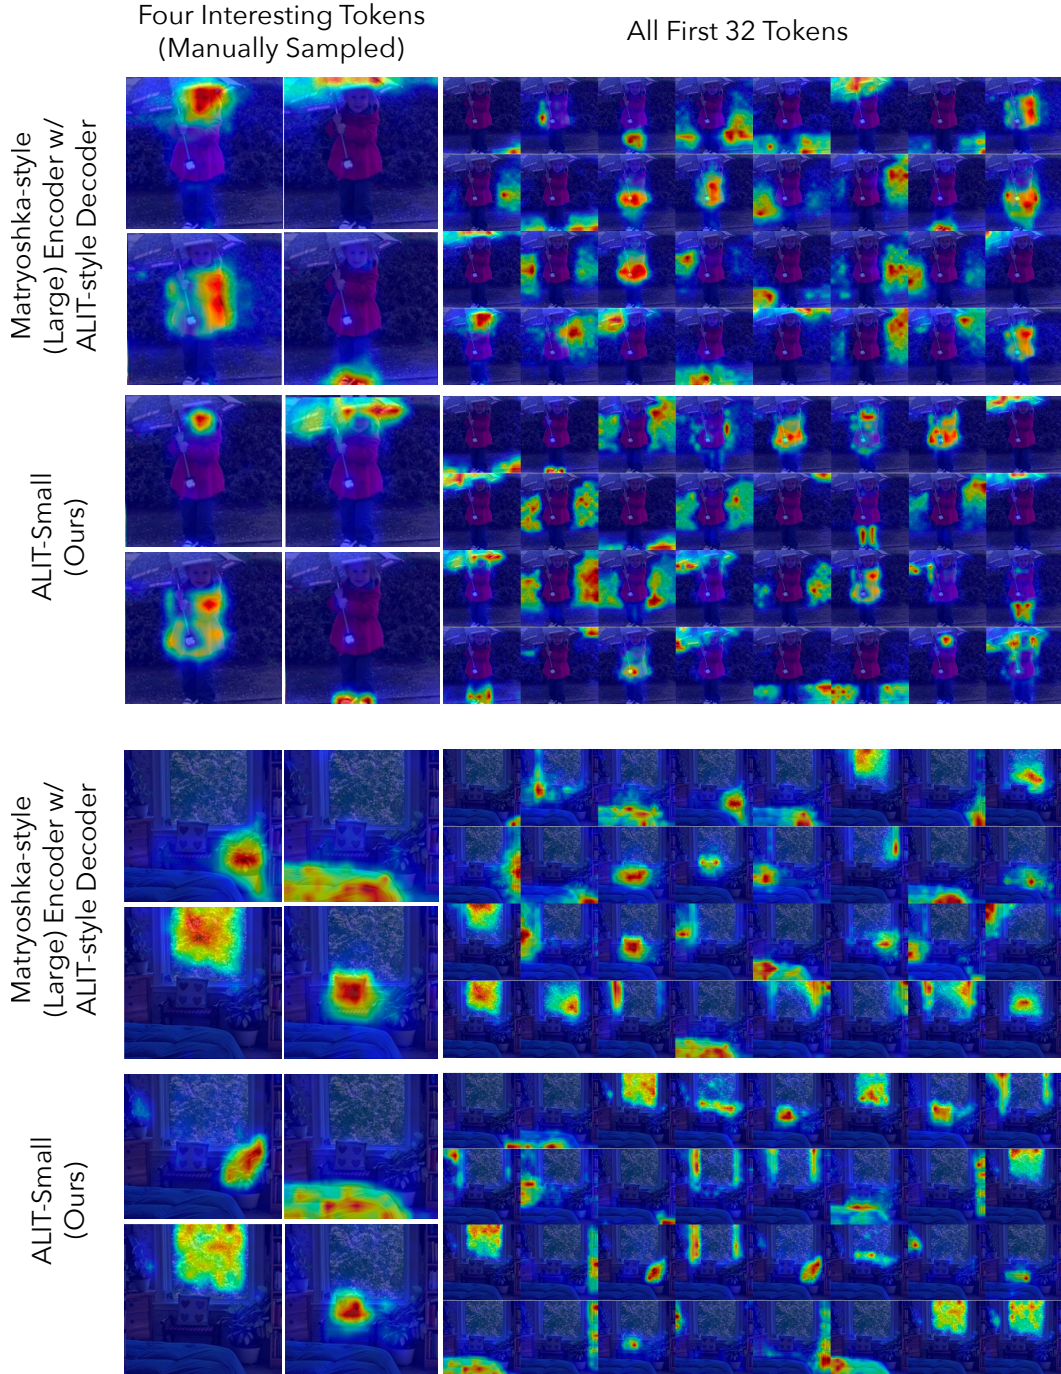 Four Interesting Tokens
(Manually Sampled)
All First 32 Tokens
Matryoshka-style
(Large) Encoder w/
ALIT-style Decoder
ALIT-Small
(Ours)
Matryoshka-style
(Large) Encoder w/
ALIT-style Decoder
ALIT-Small
(Ours)